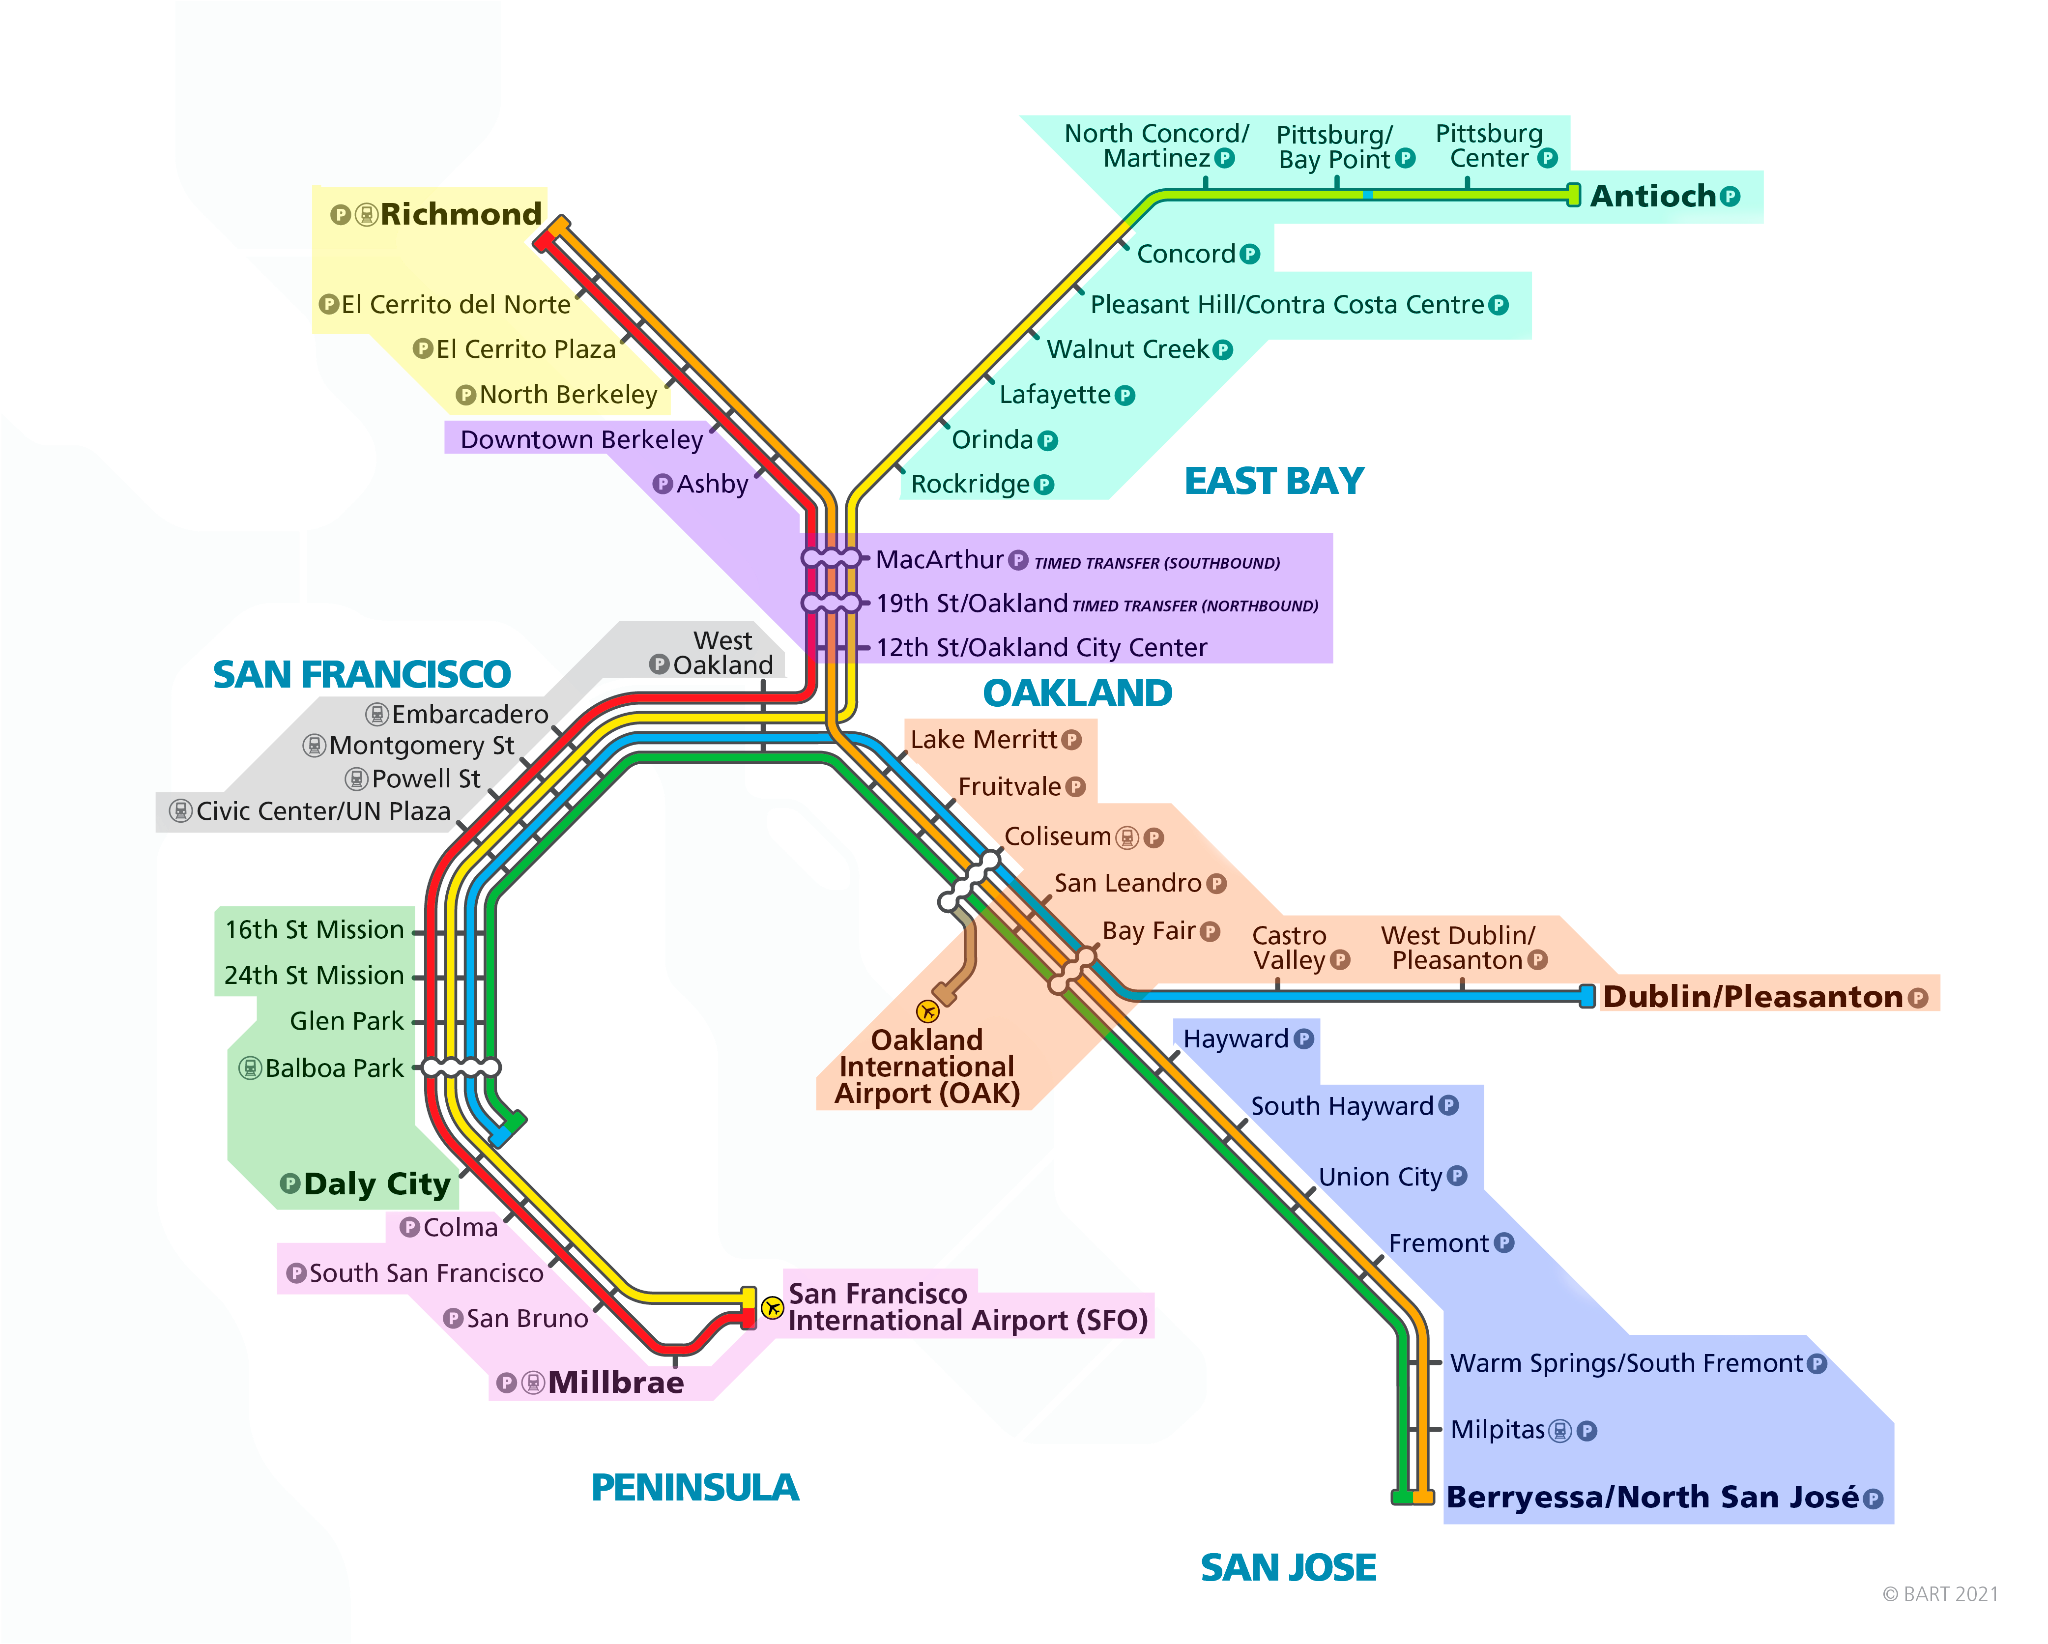 North Concord/
Martinez P
Pittsburg/
Bay Point P
Pittsburg
Center P
Antioch P
P Richmond
Concord P
P El Cerrito del Norte
Pleasant Hill/Contra Costa Centre P
P El Cerrito Plaza
Walnut Creek P
P North Berkeley
Lafayette P
Downtown Berkeley
Orinda P
P Ashby
Rockridge P
EAST BAY
MacArthur P TIMED TRANSFER (SOUTHBOUND)
19th St/Oakland TIMED TRANSFER (NORTHBOUND)
12th St/Oakland City Center
West
P Oakland
SAN FRANCISCO
OAKLAND
Embarcadero
Montgomery St
Powell St
Civic Center/UN Plaza
Lake Merritt P
Fruitvale P
Coliseum P
San Leandro P
Bay Fair P
Castro
Valley P
West Dublin/
Pleasanton P
Dublin/Pleasanton P
16th St Mission
24th St Mission
Glen Park
Balboa Park
P Daly City
Oakland
International
Airport (OAK)
Hayward P
South Hayward P
Union City P
Fremont P
P Colma
P South San Francisco
P San Bruno
P Millbrae
San Francisco
International Airport (SFO)
Warm Springs/South Fremont P
Milpitas P
Berryessa/North San José P
PENINSULA
SAN JOSE
© BART 2021